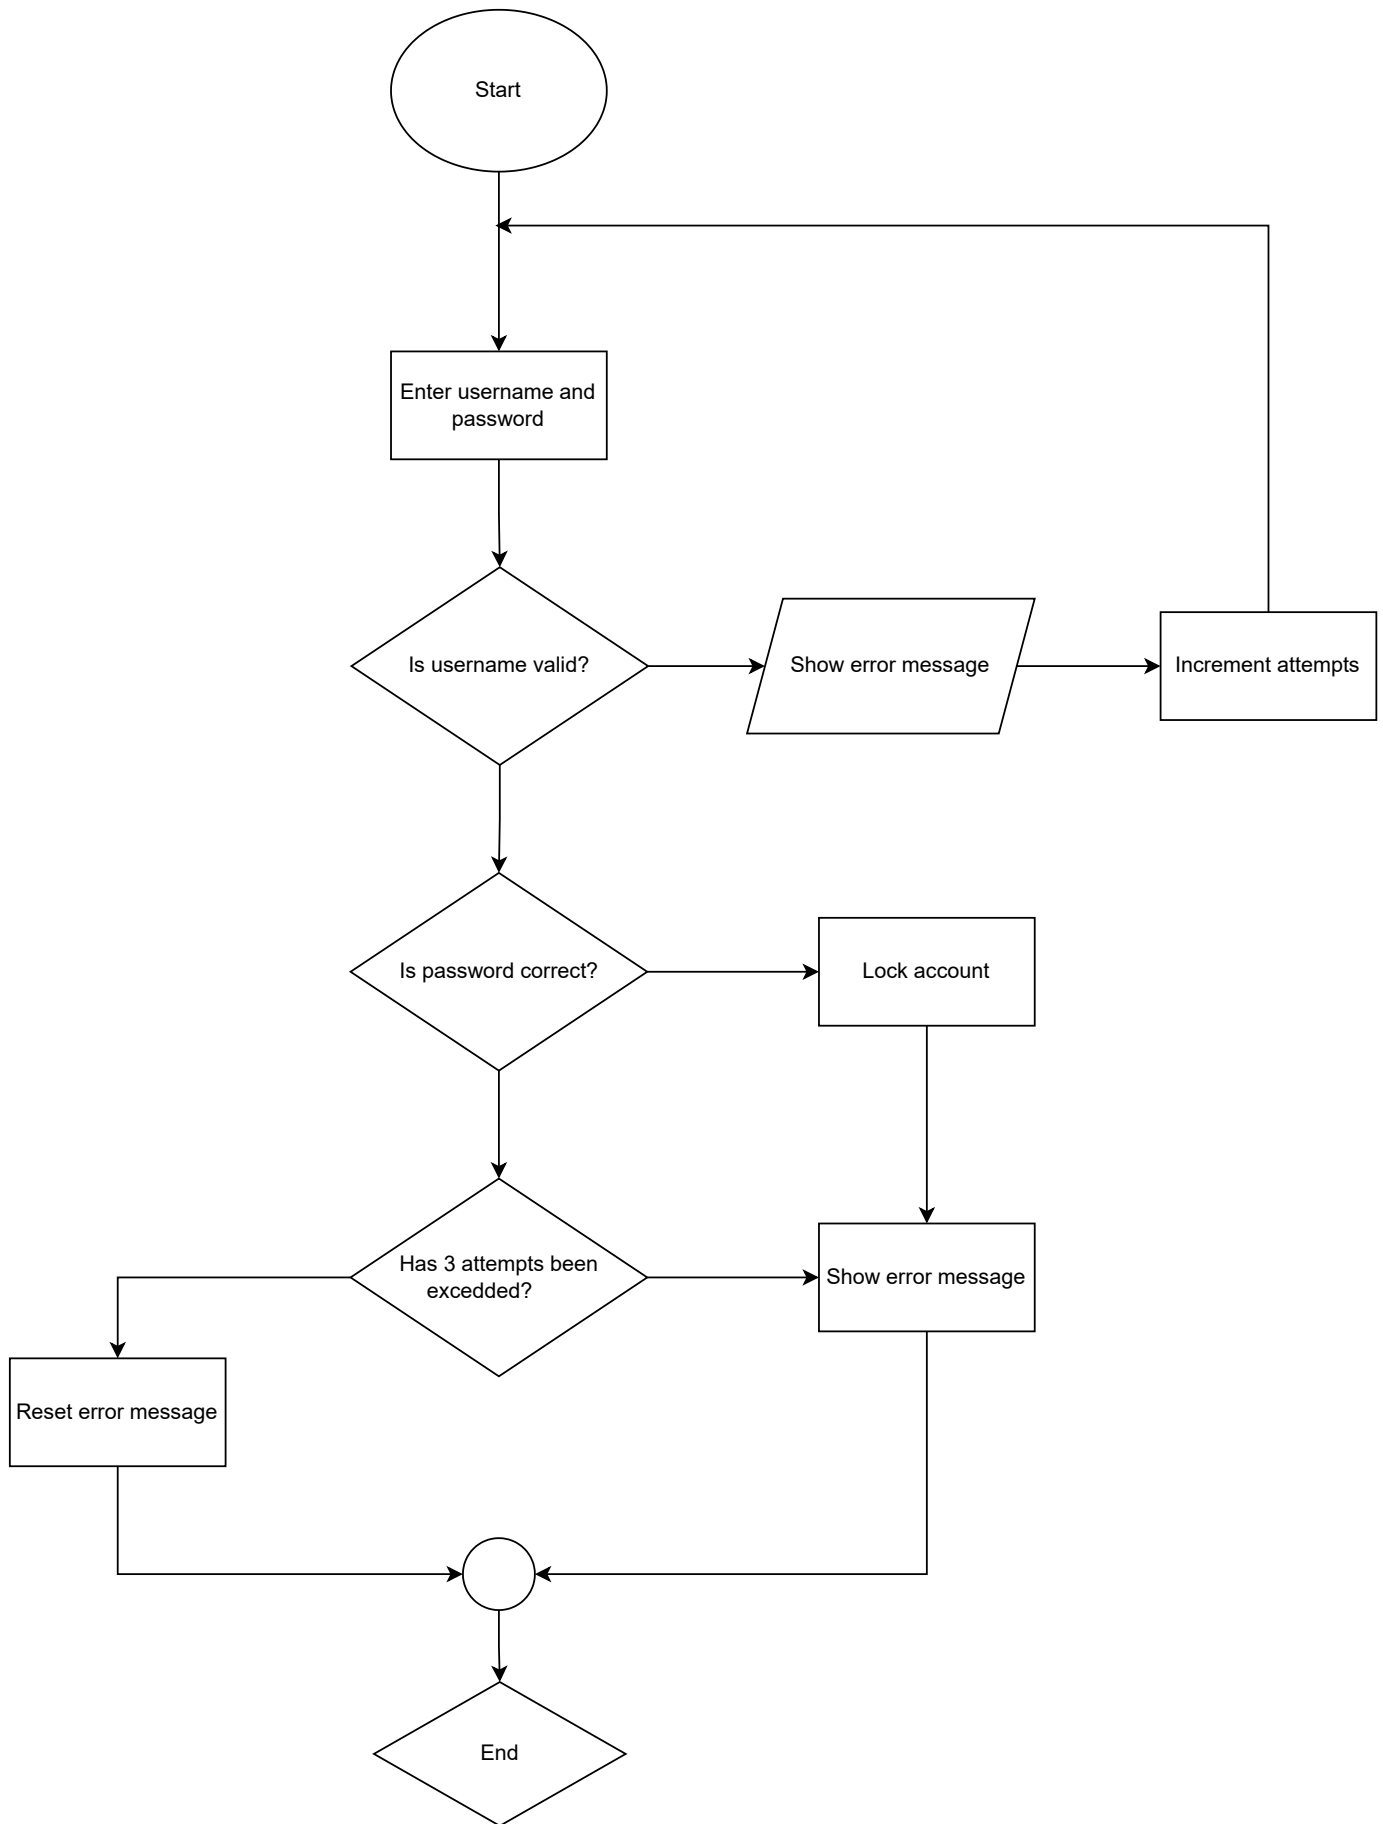 Start
Enter username and
password
Is username valid?
Show error message
Increment attempts
Is password correct?
Lock account
Has 3 attempts been
excedded?
Show error message
Reset error message
End